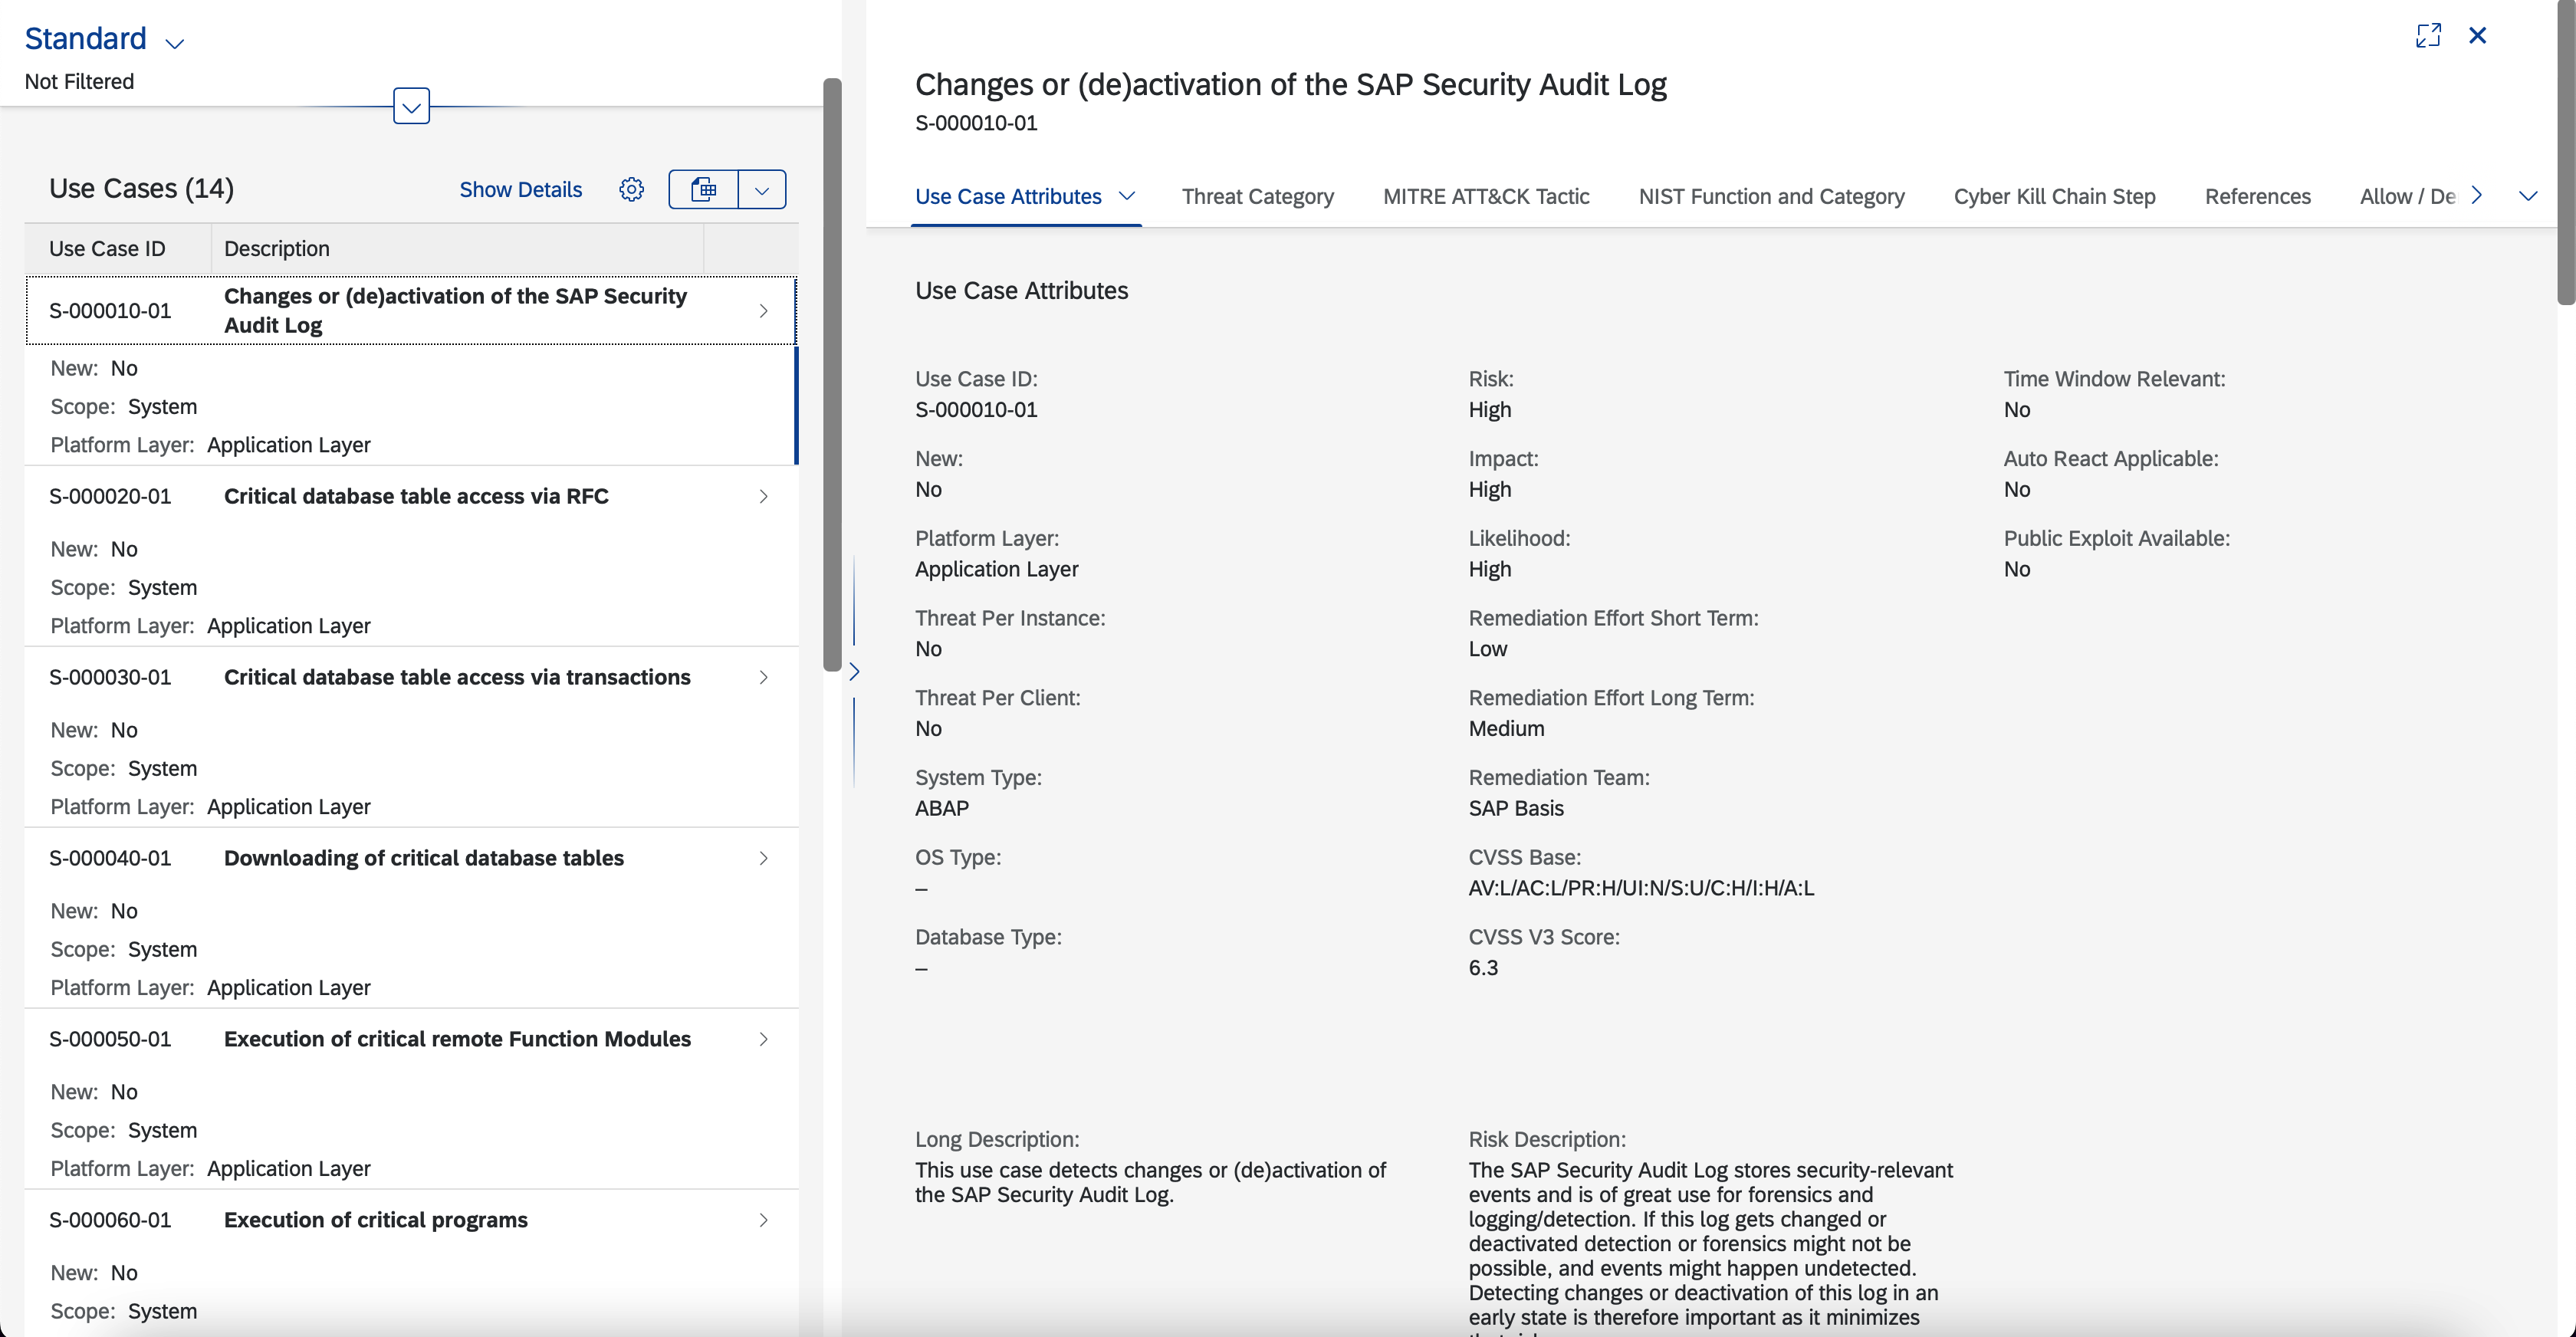 Standard
Not Filtered
Use Cases (14)
Show Details
Use Case ID
Description
S-000010-01
Changes or (de)activation of the SAP Security
Audit Log
New: No
Scope: System
Platform Layer: Application Layer
S-000020-01
Critical database table access via RFC
New: No
Scope: System
Platform Layer: Application Layer
S-000030-01
Critical database table access via transactions
New: No
Scope: System
Platform Layer: Application Layer
S-000040-01
Downloading of critical database tables
New: No
Scope: System
Platform Layer: Application Layer
S-000050-01
Execution of critical remote Function Modules
New: No
Scope: System
Platform Layer: Application Layer
S-000060-01
Execution of critical programs
New: No
Scope: System
Changes or (de)activation of the SAP Security Audit Log
S-000010-01
Use Case Attributes
Threat Category
MITRE ATT&CK Tactic
NIST Function and Category
Cyber Kill Chain Step
References
Allow / De
Use Case Attributes
Use Case ID:
S-000010-01
New:
No
Platform Layer:
Application Layer
Threat Per Instance:
No
Threat Per Client:
No
System Type:
ABAP
OS Type:
–
Database Type:
–
Risk:
High
Impact:
High
Likelihood:
High
Remediation Effort Short Term:
Low
Remediation Effort Long Term:
Medium
Remediation Team:
SAP Basis
CVSS Base:
AV:L/AC:L/PR:H/UI:N/S:U/C:H/I:H/A:L
CVSS V3 Score:
6.3
Time Window Relevant:
No
Auto React Applicable:
No
Public Exploit Available:
No
Long Description:
This use case detects changes or (de)activation of
the SAP Security Audit Log.
Risk Description:
The SAP Security Audit Log stores security-relevant
events and is of great use for forensics and
logging/detection. If this log gets changed or
deactivated detection or forensics might not be
possible, and events might happen undetected.
Detecting changes or deactivation of this log in an
early state is therefore important as it minimizes